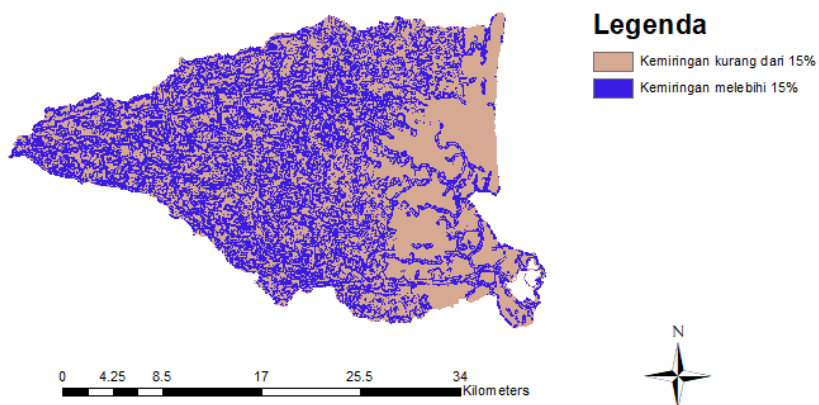 Legenda
Kemiringan kurang dari 15%
Kemiringan melebihi 15%
N
0 4.25 8.5 17 25.5 34
Kilometers